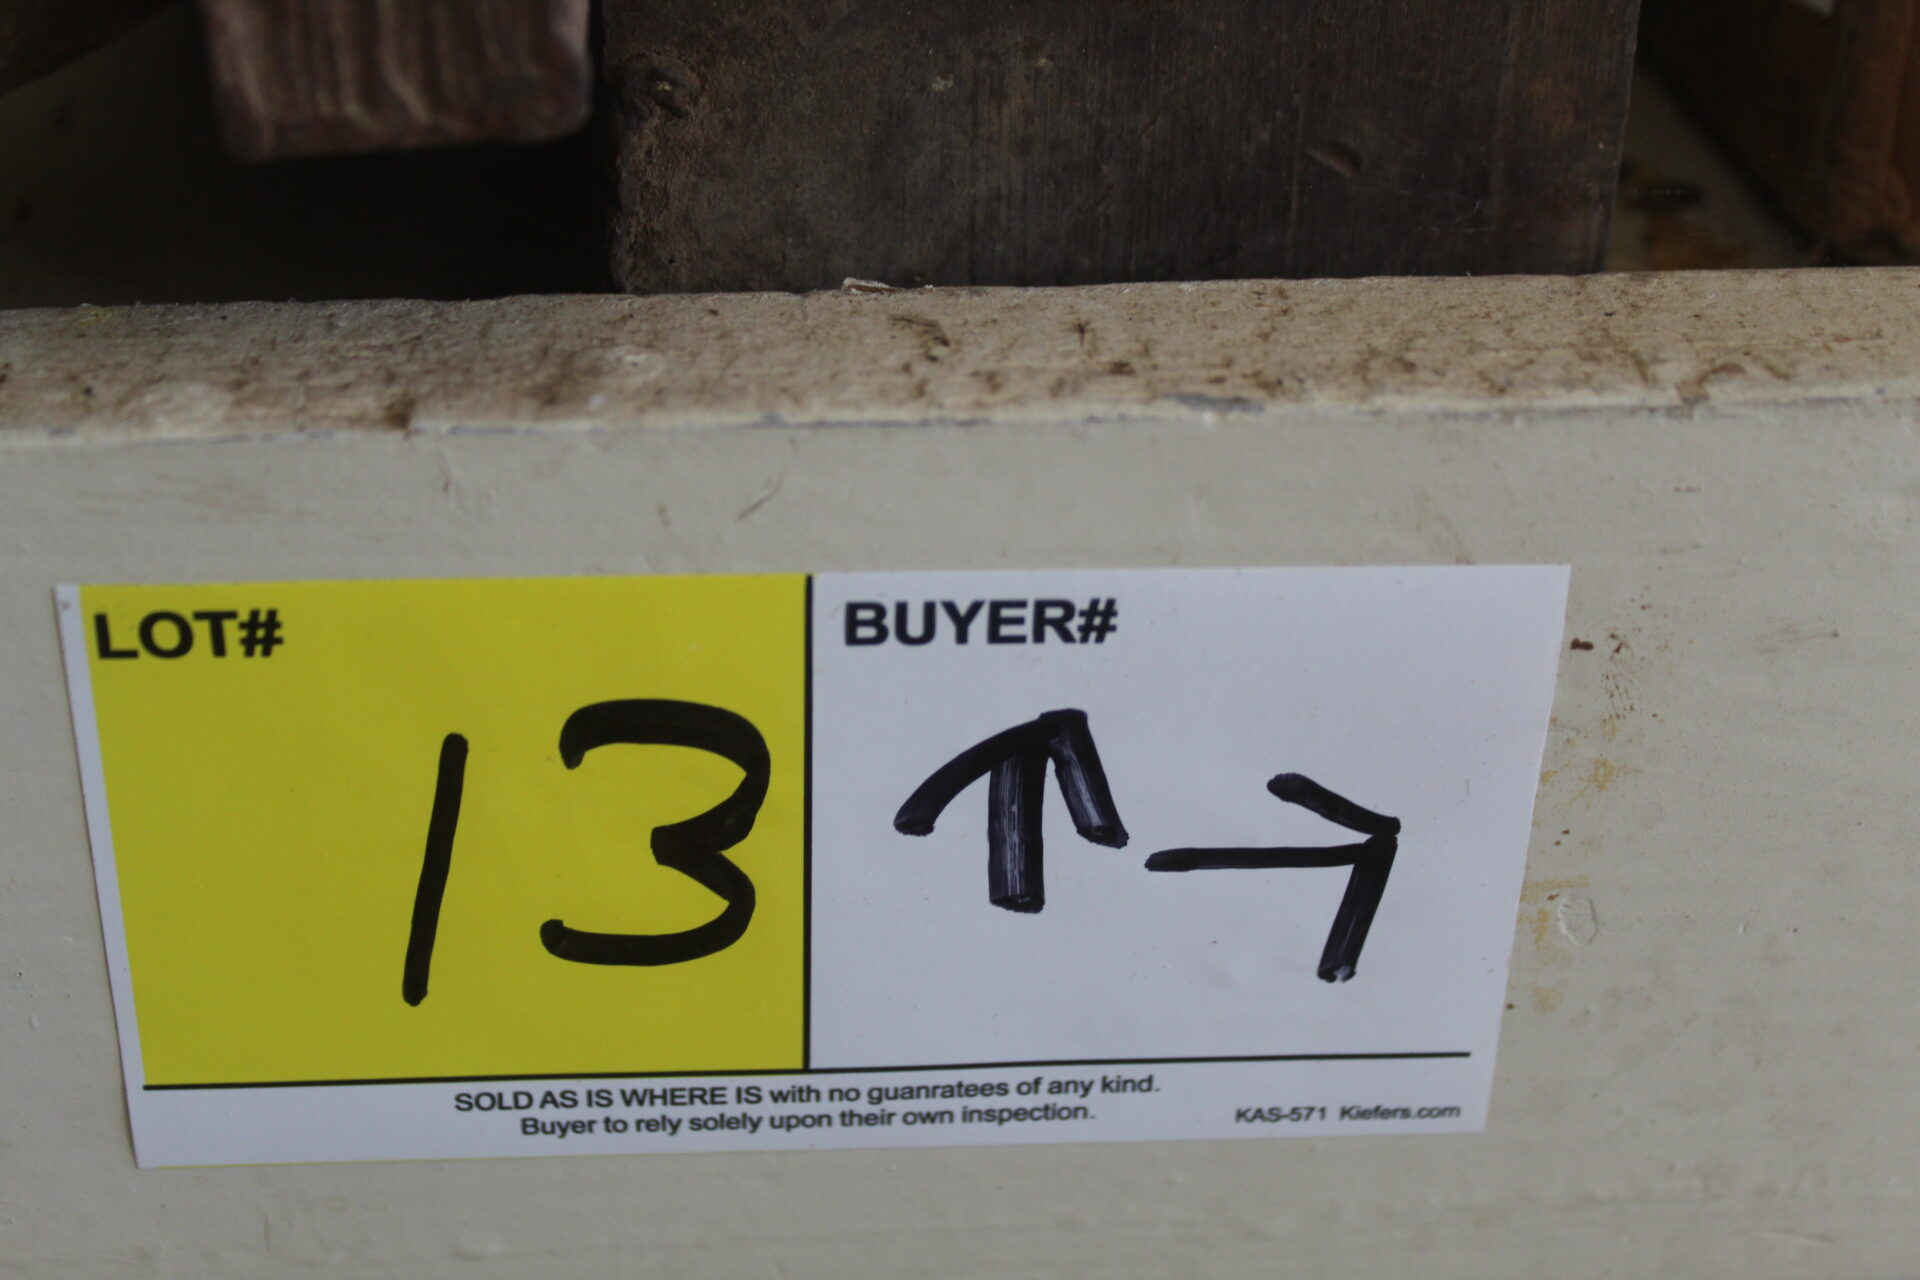 LOT# BUYER#
13 ↑ →
SOLD AS IS WHERE IS with no guanratees of any kind.
Buyer to rely solely upon their own inspection. KAS-571 Kiefers.com